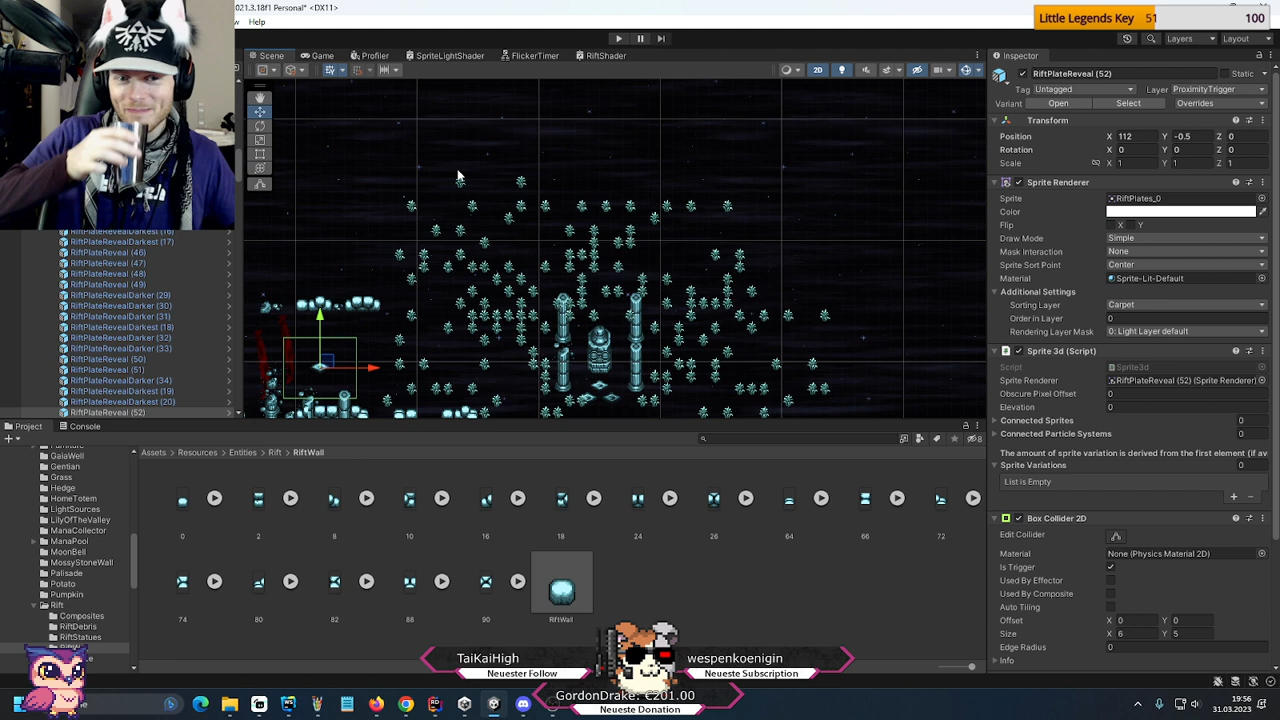 021.3.18f1 Personal* <DX11>
Help
Little Legends Key 51 100
Layers
Layout
Scene
Game
Profiler
SpriteLightShader
FlickerTimer
RiftShader
2D
Inspector
RiftPlateReveal (52)
Static
Tag Untagged
Layer ProximityTrigger
Variant Open Select Overrides
Transform
Position X 112 Y -0.5 Z 0
Rotation X 0 Y 0 Z 0
Scale X 1 Y 1 Z 1
Sprite Renderer
Sprite RiftPlates_0
Color
Flip X Y
Draw Mode Simple
Mask Interaction None
Sprite Sort Point Center
Material Sprite-Lit-Default
Additional Settings
Sorting Layer Carpet
Order in Layer 0
Rendering Layer Mask 0: Light Layer default
Sprite 3d (Script)
Script Sprite3d
Sprite Renderer RiftPlateReveal (52) (Sprite Renderer)
Obscure Pixel Offset 0
Elevation 0
Connected Sprites 0
Connected Particle Systems 0
The amount of sprite variation is derived from the first element (if av
Sprite Variations 0
List is Empty
Box Collider 2D
Edit Collider
Material None (Physics Material 2D)
Is Trigger
Used By Effector
Used By Composite
Auto Tiling
Offset X 0 Y 0
Size X 6 Y 5
Edge Radius 0
Info
RiftPlateRevealDarkest (16)
RiftPlateRevealDarkest (17)
RiftPlateReveal (46)
RiftPlateReveal (47)
RiftPlateReveal (48)
RiftPlateReveal (49)
RiftPlateRevealDarker (29)
RiftPlateRevealDarker (30)
RiftPlateRevealDarker (31)
RiftPlateRevealDarkest (18)
RiftPlateRevealDarker (32)
RiftPlateRevealDarker (33)
RiftPlateReveal (50)
RiftPlateReveal (51)
RiftPlateRevealDarker (34)
RiftPlateRevealDarkest (19)
RiftPlateRevealDarkest (20)
RiftPlateReveal (52)
Project
Console
8
Assets > Resources > Entities > Rift > RiftWall
GaiaWell
Gentian
Grass
Hedge
HomeTotem
LightSources
LilyOfTheValley
ManaCollector
ManaPool
MoonBell
MossyStoneWall
Palisade
Potato
Pumpkin
Rift
Composites
RiftDebris
RiftStatues
0 2 8 10 16 18 24 26 64 66 72
74 80 82 88 90 RiftWall
TaiKaiHigh
Neuester Follow
wespenkoenigin
Neueste Subscription
GordonDrake: €201.00
Neueste Donation
19:56
31.03.2023